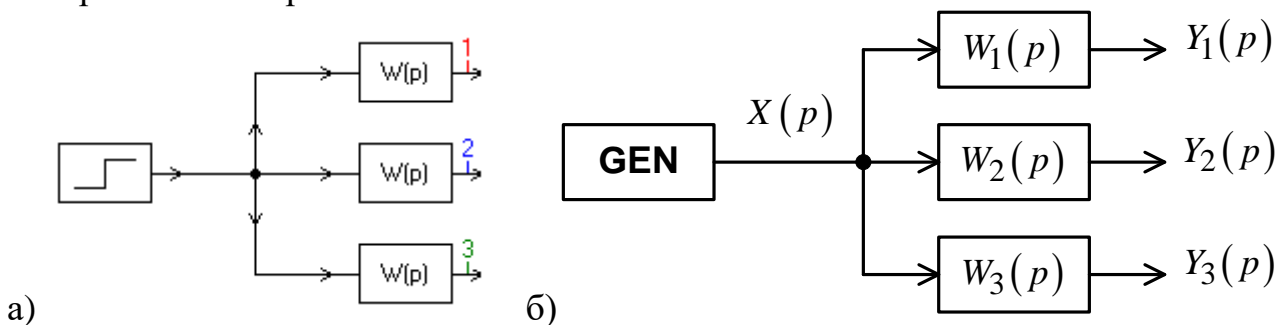 1
W(p)
2
W(p)
3
W(p)
а)
GEN
X(p)
W₁(p)
Y₁(p)
W₂(p)
Y₂(p)
W₃(p)
Y₃(p)
б)